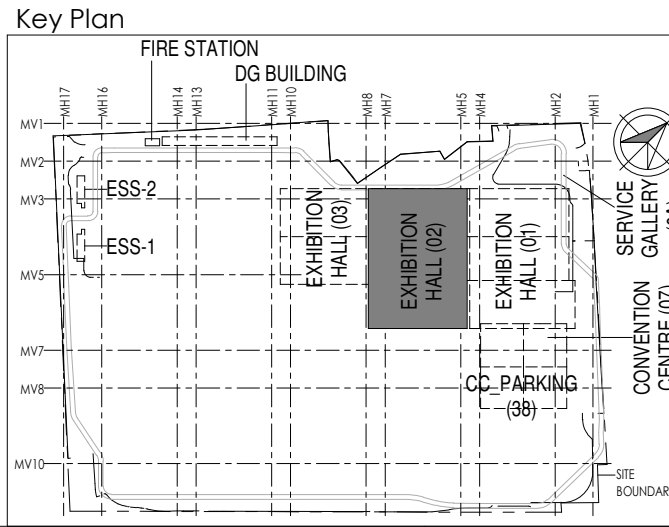 Key Plan
FIRE STATION
DG BUILDING
MH17
MH16
MH14
MH13
MH11
MH10
MH8
MH7
MH5
MH4
MH2
MH1
MV1
MV2
MV3
MV5
MV7
MV8
MV10
ESS-2
ESS-1
EXHIBITION
HALL (03)
EXHIBITION
HALL (02)
EXHIBITION
HALL (01)
SERVICE
GALLERY
CONVENTION
CENTRE (07)
CC_PARKING
(38)
SITE
BOUNDAR